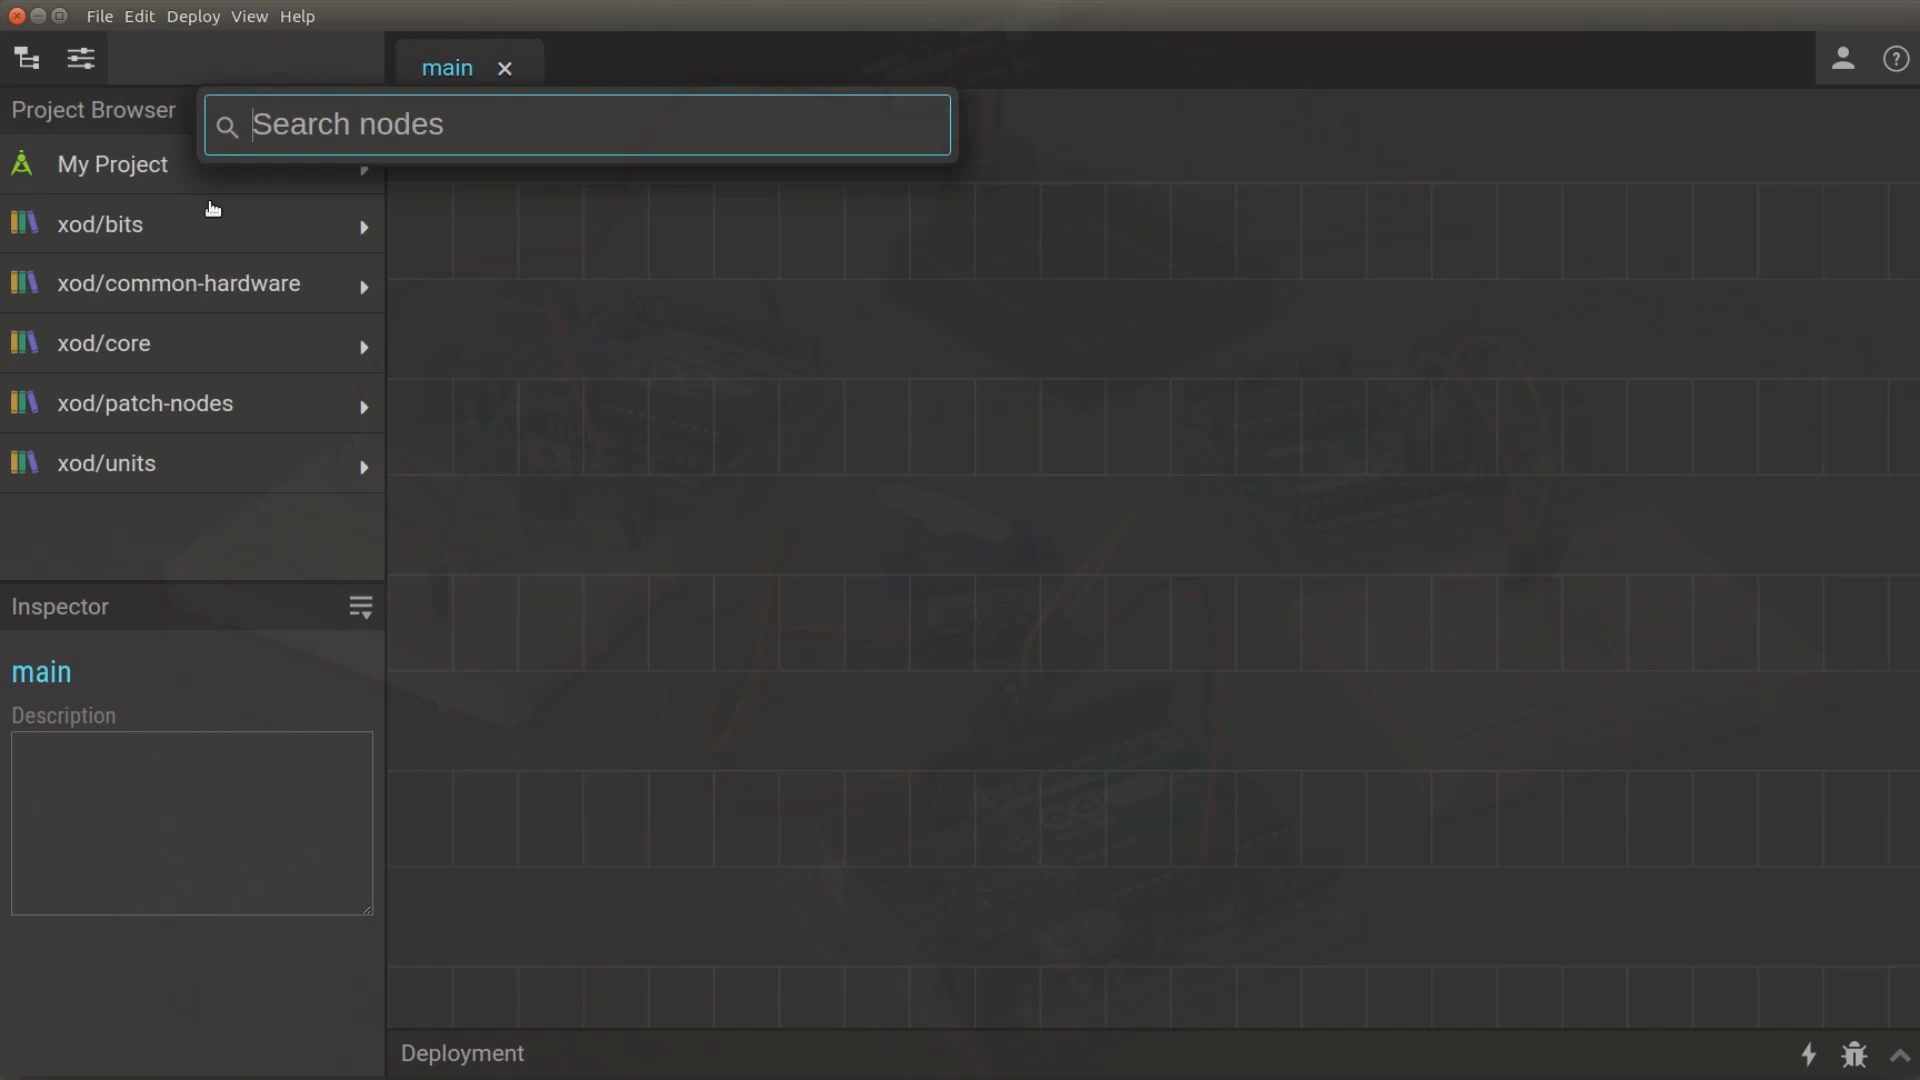 File Edit Deploy View Help
main
Project Browser
Search nodes
My Project
xod/bits
xod/common-hardware
xod/core
xod/patch-nodes
xod/units
Inspector
main
Description
Deployment